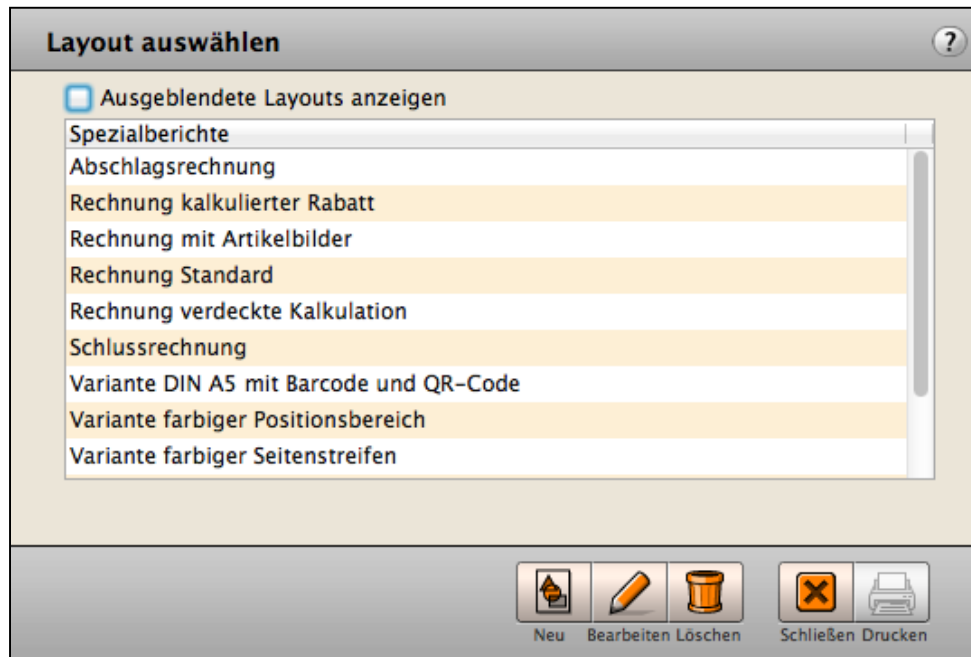 Layout auswählen
?
Ausgeblendete Layouts anzeigen
Spezialberichte
Abschlagsrechnung
Rechnung kalkulierter Rabatt
Rechnung mit Artikelbilder
Rechnung Standard
Rechnung verdeckte Kalkulation
Schlussrechnung
Variante DIN A5 mit Barcode und QR-Code
Variante farbiger Positionsbereich
Variante farbiger Seitenstreifen
Neu Bearbeiten Löschen Schließen Drucken